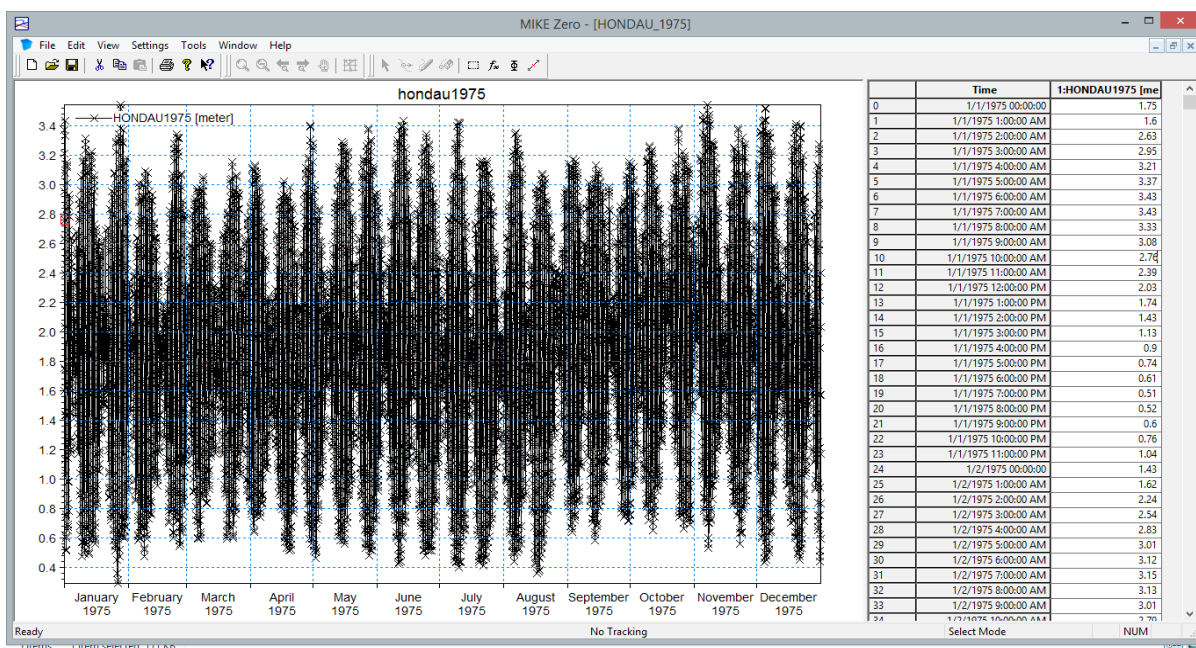 MIKE Zero - [HONDAU_1975]
File Edit View Settings Tools Window Help
hondau1975
HONDAU1975 [meter]
3.4
3.2
3.0
2.8
2.6
2.4
2.2
2.0
1.8
1.6
1.4
1.2
1.0
0.8
0.6
0.4
January February March April May June July August September October November December
1975 1975 1975 1975 1975 1975 1975 1975 1975 1975 1975 1975
Time 1:HONDAU1975 [me
0 1/1/1975 00:00:00 1.75
1 1/1/1975 1:00:00 AM 1.6
2 1/1/1975 2:00:00 AM 2.63
3 1/1/1975 3:00:00 AM 2.95
4 1/1/1975 4:00:00 AM 3.21
5 1/1/1975 5:00:00 AM 3.37
6 1/1/1975 6:00:00 AM 3.43
7 1/1/1975 7:00:00 AM 3.43
8 1/1/1975 8:00:00 AM 3.33
9 1/1/1975 9:00:00 AM 3.08
10 1/1/1975 10:00:00 AM 2.76
11 1/1/1975 11:00:00 AM 2.39
12 1/1/1975 12:00:00 PM 2.03
13 1/1/1975 1:00:00 PM 1.74
14 1/1/1975 2:00:00 PM 1.43
15 1/1/1975 3:00:00 PM 1.13
16 1/1/1975 4:00:00 PM 0.9
17 1/1/1975 5:00:00 PM 0.74
18 1/1/1975 6:00:00 PM 0.61
19 1/1/1975 7:00:00 PM 0.51
20 1/1/1975 8:00:00 PM 0.52
21 1/1/1975 9:00:00 PM 0.6
22 1/1/1975 10:00:00 PM 0.76
23 1/1/1975 11:00:00 PM 1.04
24 1/2/1975 00:00:00 1.43
25 1/2/1975 1:00:00 AM 1.62
26 1/2/1975 2:00:00 AM 2.24
27 1/2/1975 3:00:00 AM 2.54
28 1/2/1975 4:00:00 AM 2.83
29 1/2/1975 5:00:00 AM 3.01
30 1/2/1975 6:00:00 AM 3.12
31 1/2/1975 7:00:00 AM 3.15
32 1/2/1975 8:00:00 AM 3.13
33 1/2/1975 9:00:00 AM 3.01
34 1/2/1975 10:00:00 AM 2.79
Ready No Tracking Select Mode NUM